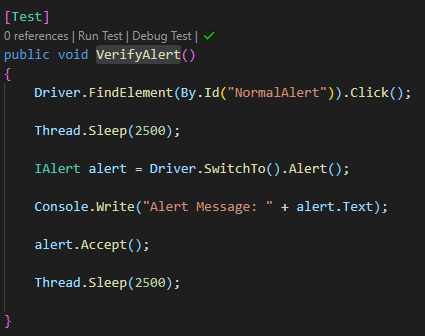 [Test]
0 references | Run Test | Debug Test | ✓
public void VerifyAlert()
{
Driver.FindElement(By.Id("NormalAlert")).Click();
Thread.Sleep(2500);
IAlert alert = Driver.SwitchTo().Alert();
Console.Write("Alert Message: " + alert.Text);
alert.Accept();
Thread.Sleep(2500);
}